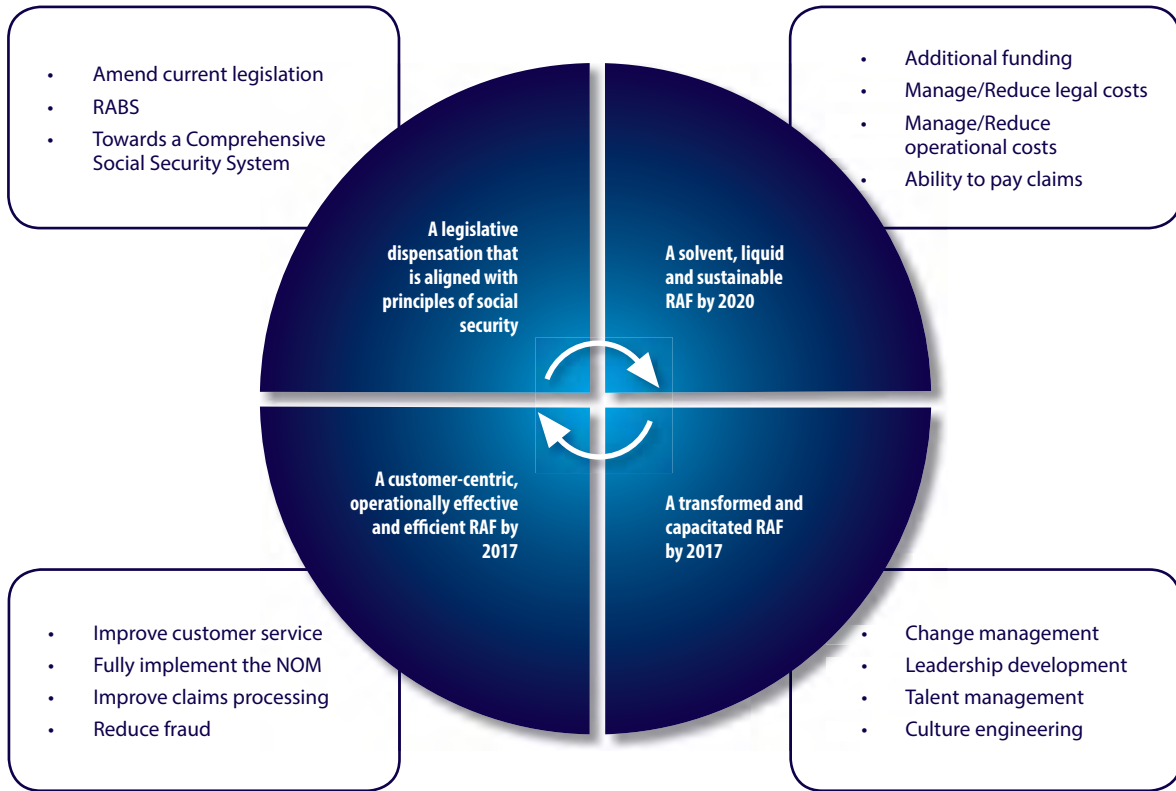 • Amend current legislation
• RABS
• Towards a Comprehensive
Social Security System
• Additional funding
• Manage/Reduce legal costs
• Manage/Reduce
operational costs
• Ability to pay claims
A legislative
dispensation that
is aligned with
principles of social
security
A solvent, liquid
and sustainable
RAF by 2020
A customer-centric,
operationally effective
and efficient RAF by
2017
A transformed and
capacitated RAF
by 2017
• Improve customer service
• Fully implement the NOM
• Improve claims processing
• Reduce fraud
• Change management
• Leadership development
• Talent management
• Culture engineering